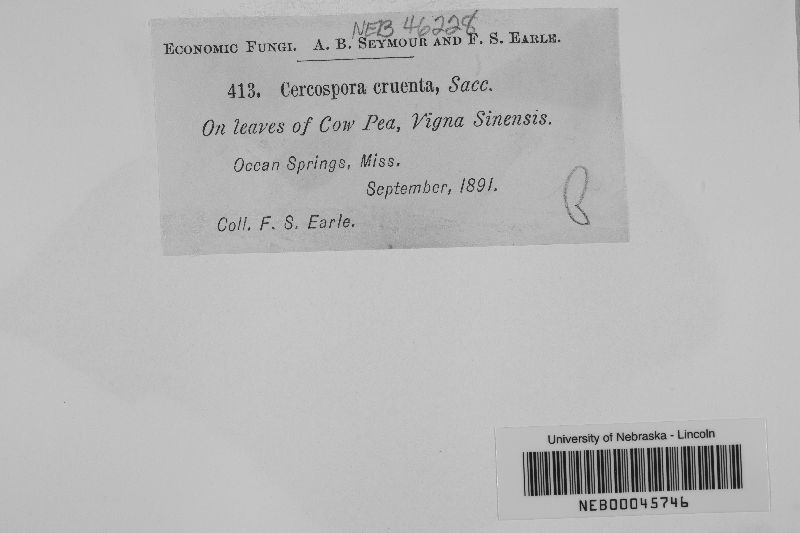 NEB 46228
ECONOMIC FUNGI. A. B. SEYMOUR AND F. S. EARLE.
413. Cercospora cruenta, Sacc.
On leaves of Cow Pea, Vigna Sinensis.
Ocean Springs, Miss.
September, 1891.
Coll. F. S. Earle.
University of Nebraska - Lincoln
NEB00045746